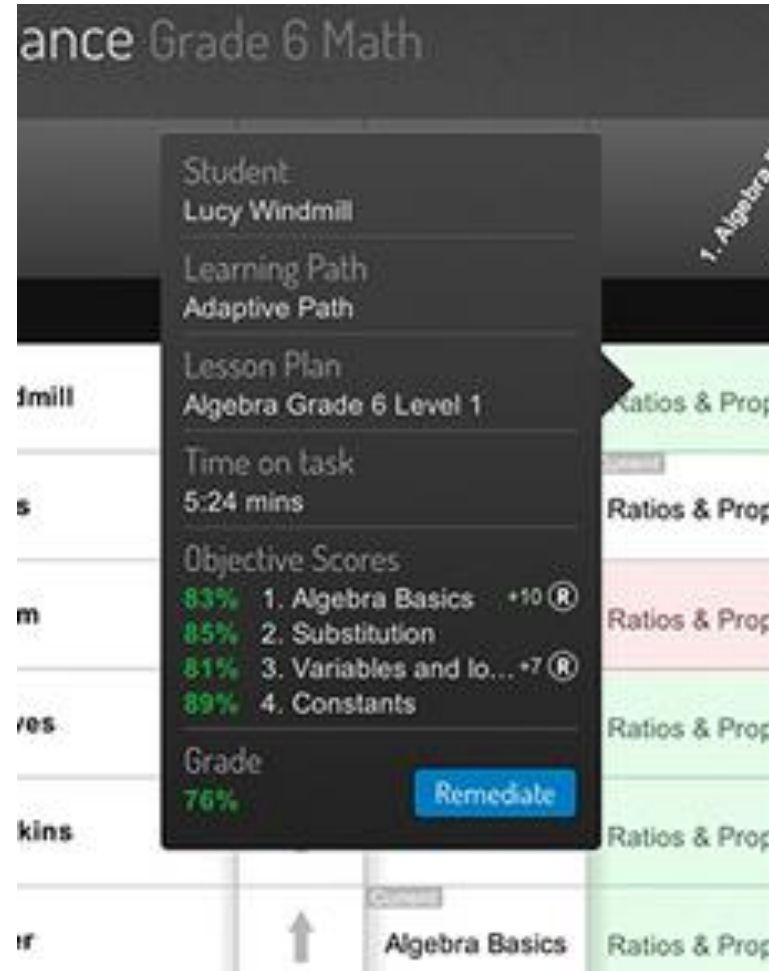 ance Grade 6 Math
1. Algebra
Student
Lucy Windmill
Learning Path
Adaptive Path
Lesson Plan
Algebra Grade 6 Level 1
Time on task
5:24 mins
Objective Scores
83% 1. Algebra Basics +10 R
85% 2. Substitution
81% 3. Variables and lo... +7 R
89% 4. Constants
Grade
76%
Remediate
dmill
Ratios & Prop
Current
s
Ratios & Prop
m
Ratios & Prop
ves
Ratios & Prop
kins
Ratios & Prop
Current
er
Algebra Basics
Ratios & Prop